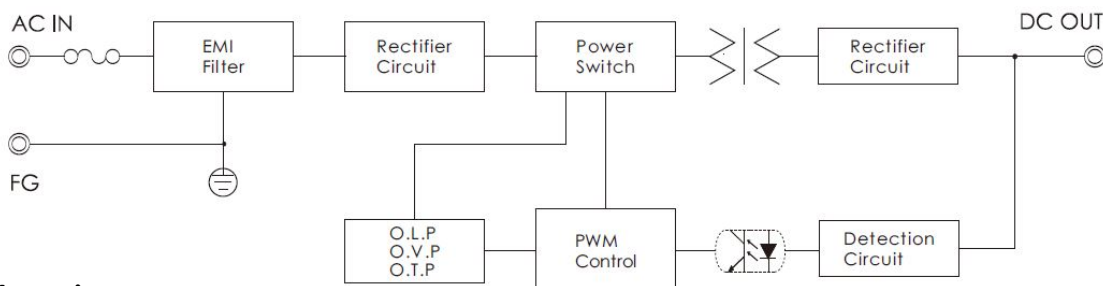 AC IN
DC OUT
EMI
Filter
Rectifier
Circuit
Power
Switch
Rectifier
Circuit
FG
O.L.P
O.V.P
O.T.P
PWM
Control
Detection
Circuit